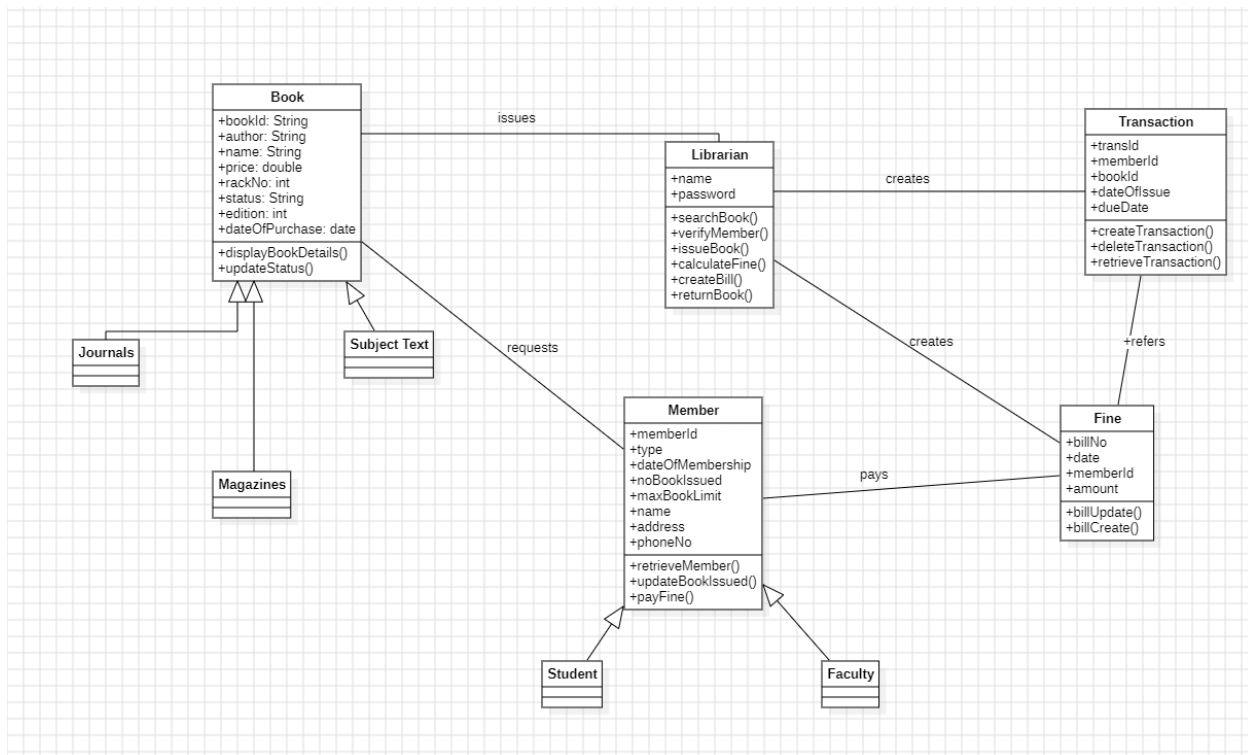 Book
+bookId: String
+author: String
+name: String
+price: double
+rackNo: int
+status: String
+edition: int
+dateOfPurchase: date
+displayBookDetails()
+updateStatus()
issues
Librarian
+name
+password
+searchBook()
+verifyMember()
+issueBook()
+calculateFine()
+createBill()
+returnBook()
creates
Transaction
+transId
+memberId
+bookId
+dateOfIssue
+dueDate
+createTransaction()
+deleteTransaction()
+retrieveTransaction()
Journals
Subject Text
requests
creates
+refers
Magazines
Member
+memberId
+type
+dateOfMembership
+noBookIssued
+maxBookLimit
+name
+address
+phoneNo
+retrieveMember()
+updateBookIssued()
+payFine()
pays
Fine
+billNo
+date
+memberId
+amount
+billUpdate()
+billCreate()
Student
Faculty